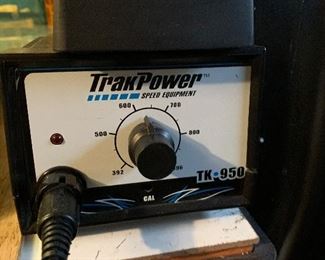 TrakPower™
SPEED EQUIPMENT
600 700
500 800
392
TK-950
CAL